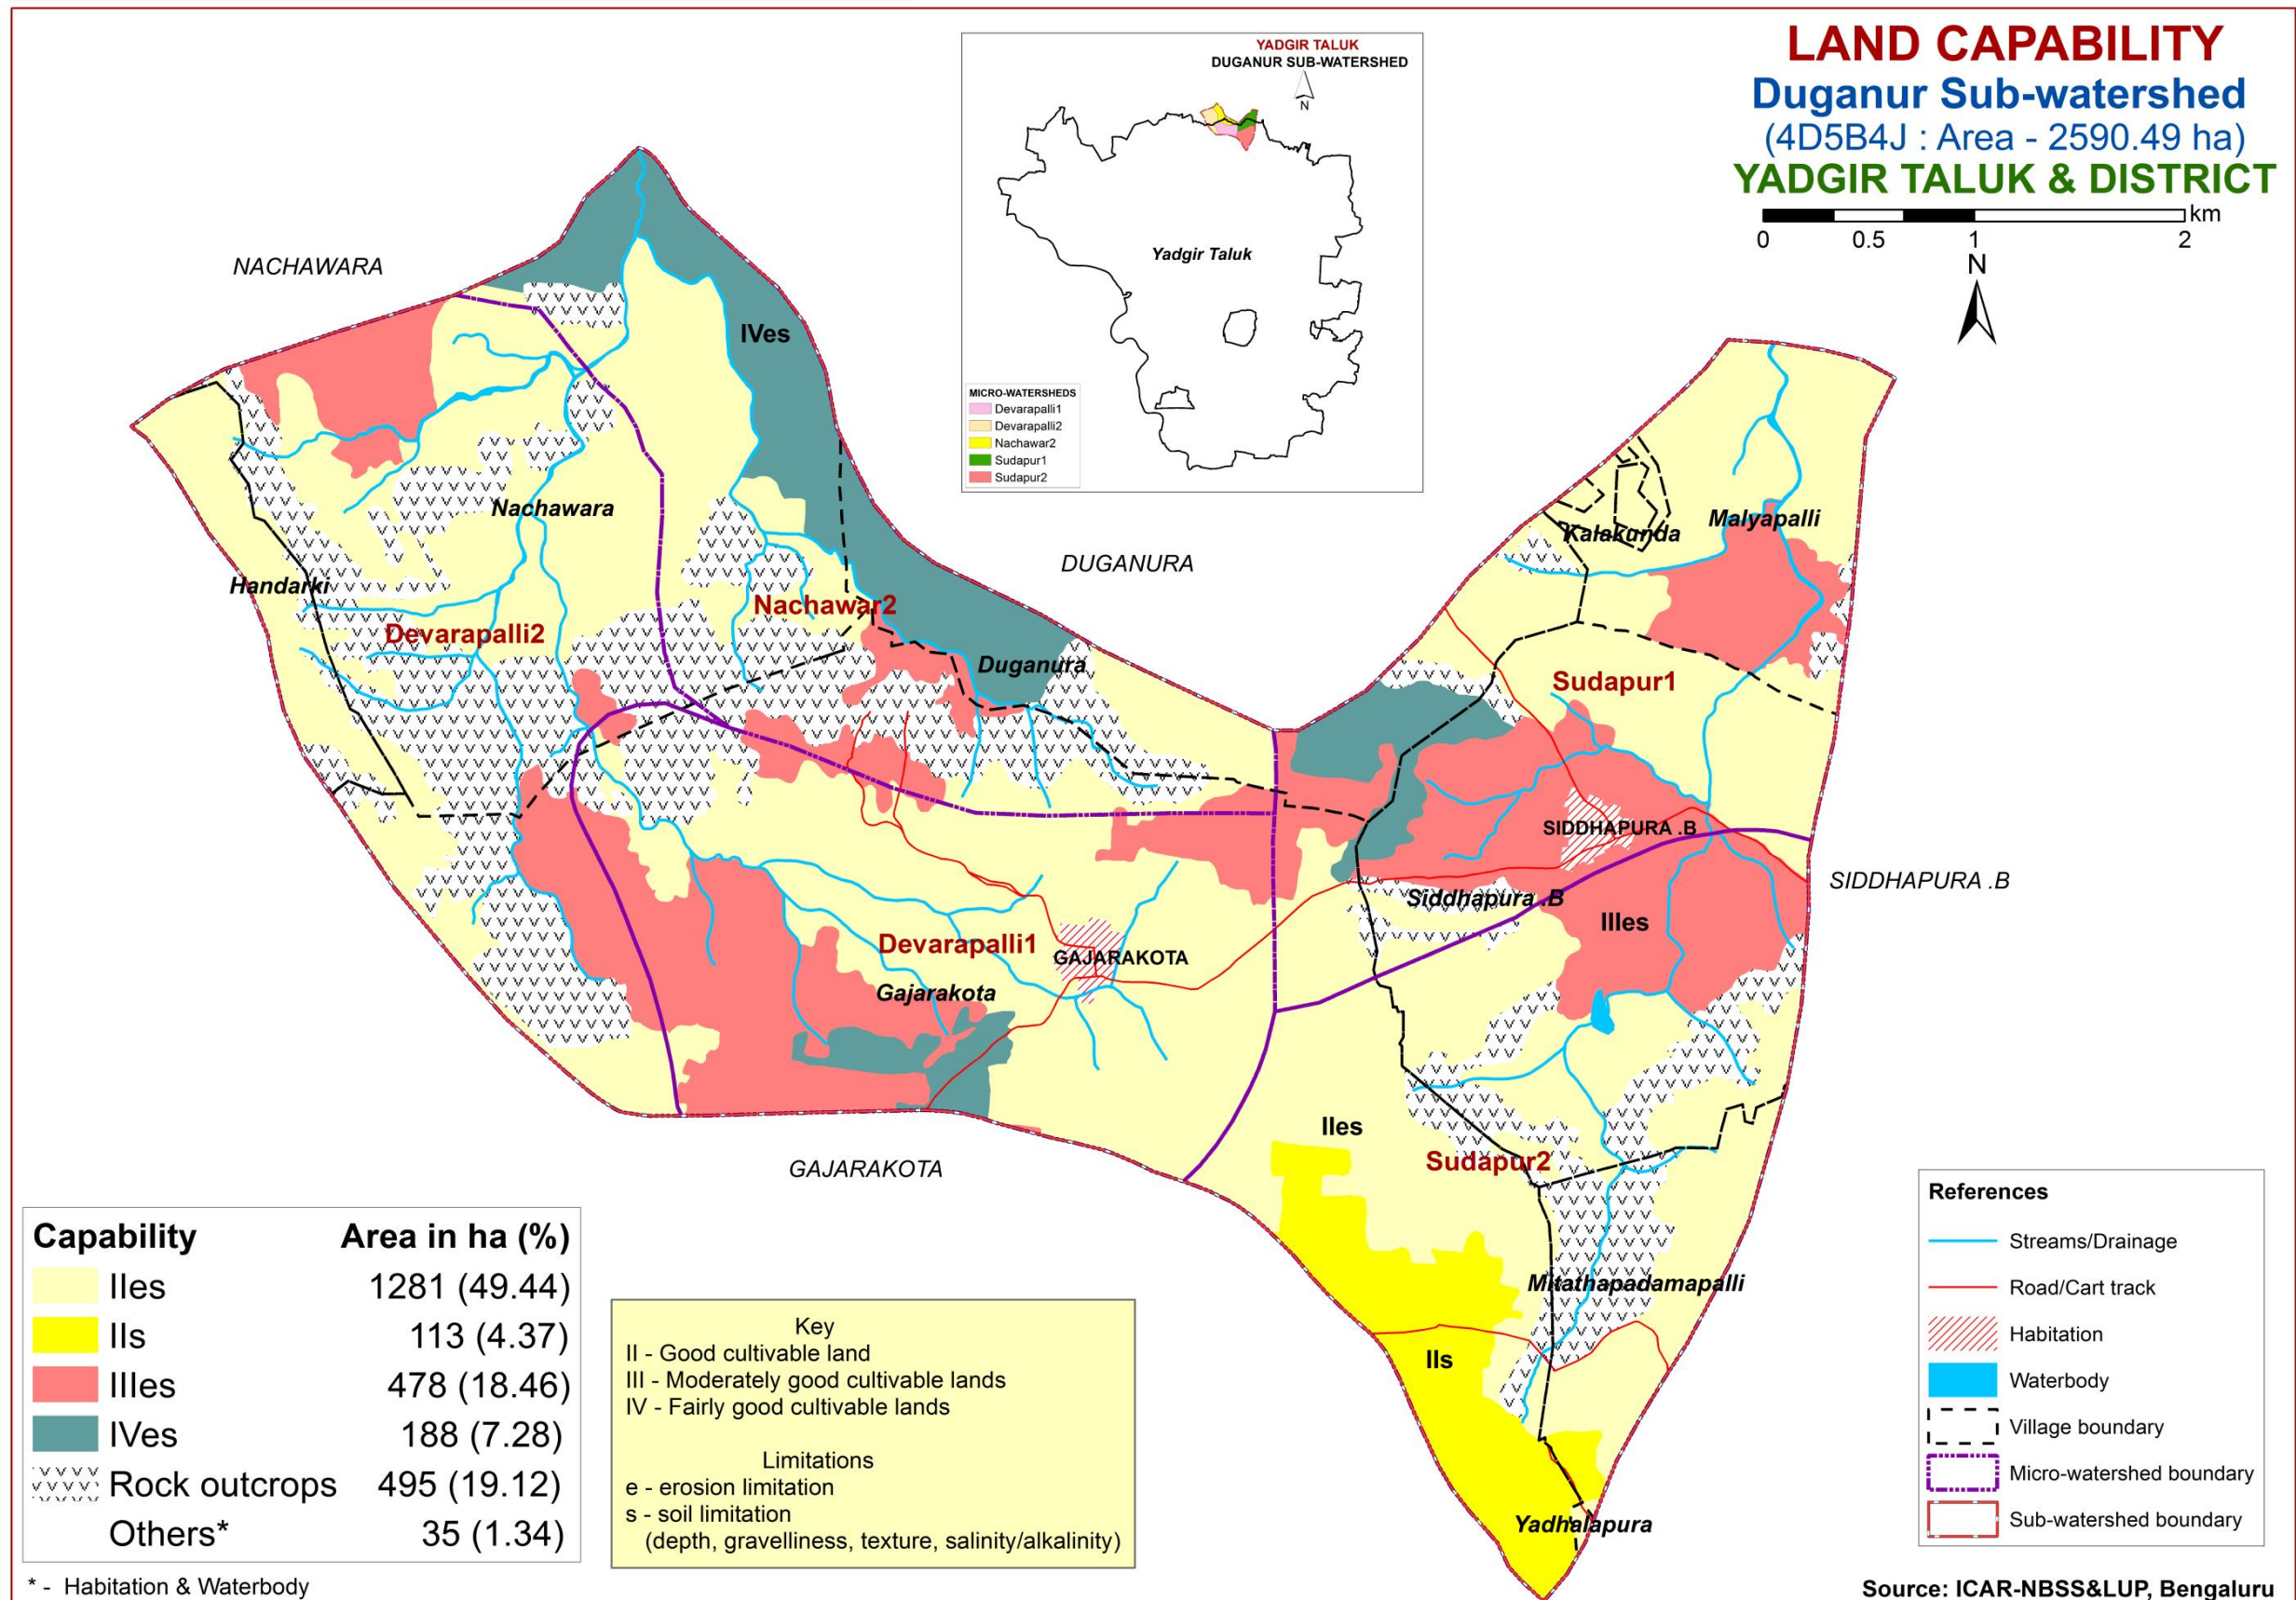 LAND CAPABILITY
Duganur Sub-watershed
(4D5B4J : Area - 2590.49 ha)
YADGIR TALUK & DISTRICT
km
0 0.5 1 2
N
YADGIR TALUK
DUGANUR SUB-WATERSHED
N
Yadgir Taluk
MICRO-WATERSHEDS
Devarapalli1
Devarapalli2
Nachawar2
Sudapur1
Sudapur2
NACHAWARA
IVes
Nachawara
DUGANURA
Kalakunda
Malyapalli
Handarki
Nachawar2
Devarapalli2
Duganura
Sudapur1
SIDDHAPURA .B
SIDDHAPURA .B
Siddhapura .B
IIIes
Devarapalli1
GAJARAKOTA
Gajarakota
IIes
Sudapur2
GAJARAKOTA
Mitathapadamapalli
IIs
Yadhalapura
Capability Area in ha (%)
IIes 1281 (49.44)
IIs 113 (4.37)
IIIes 478 (18.46)
IVes 188 (7.28)
Rock outcrops 495 (19.12)
Others* 35 (1.34)
* - Habitation & Waterbody
Key
II - Good cultivable land
III - Moderately good cultivable lands
IV - Fairly good cultivable lands
Limitations
e - erosion limitation
s - soil limitation
(depth, gravelliness, texture, salinity/alkalinity)
References
Streams/Drainage
Road/Cart track
Habitation
Waterbody
Village boundary
Micro-watershed boundary
Sub-watershed boundary
Source: ICAR-NBSS&LUP, Bengaluru